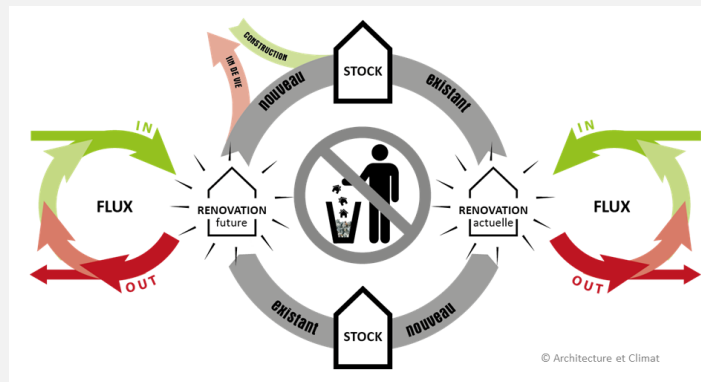 CONSTRUCTION
FIN DE VIE
nouveau
STOCK
existant
IN
FLUX
OUT
RENOVATION
future
RENOVATION
actuelle
IN
FLUX
OUT
existant
STOCK
nouveau
© Architecture et Climat